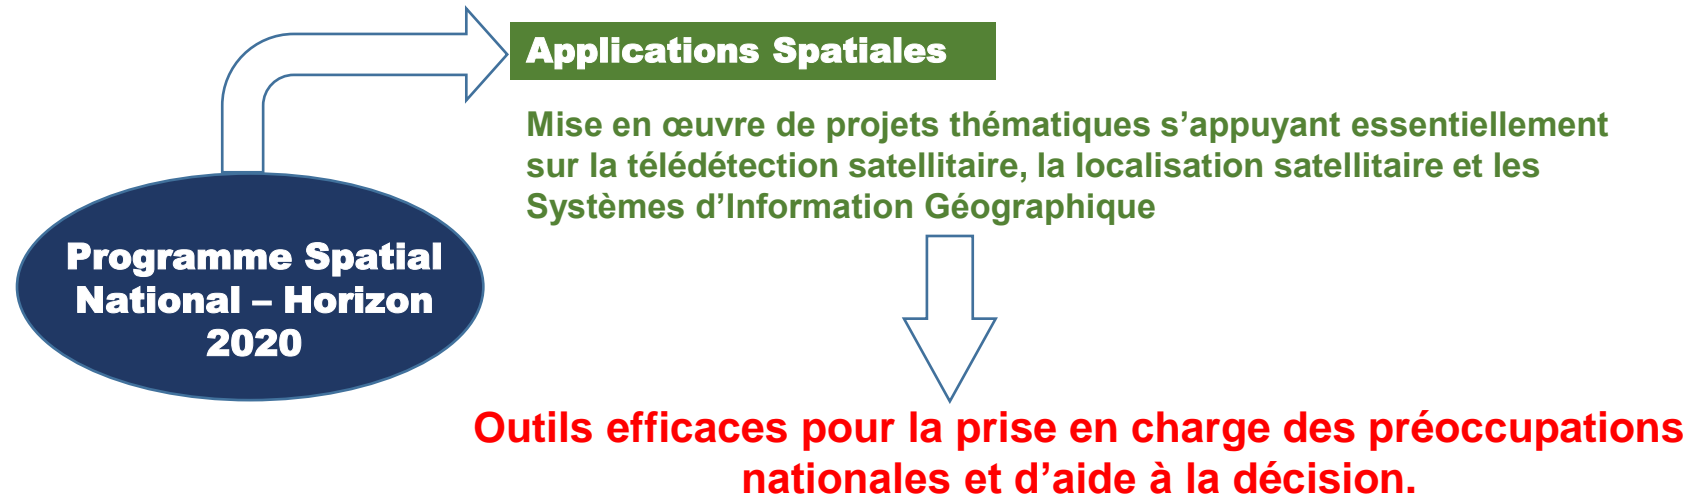 Applications Spatiales
Mise en œuvre de projets thématiques s’appuyant essentiellement
sur la télédétection satellitaire, la localisation satellitaire et les
Systèmes d’Information Géographique
Programme Spatial
National – Horizon
2020
Outils efficaces pour la prise en charge des préoccupations
nationales et d’aide à la décision.